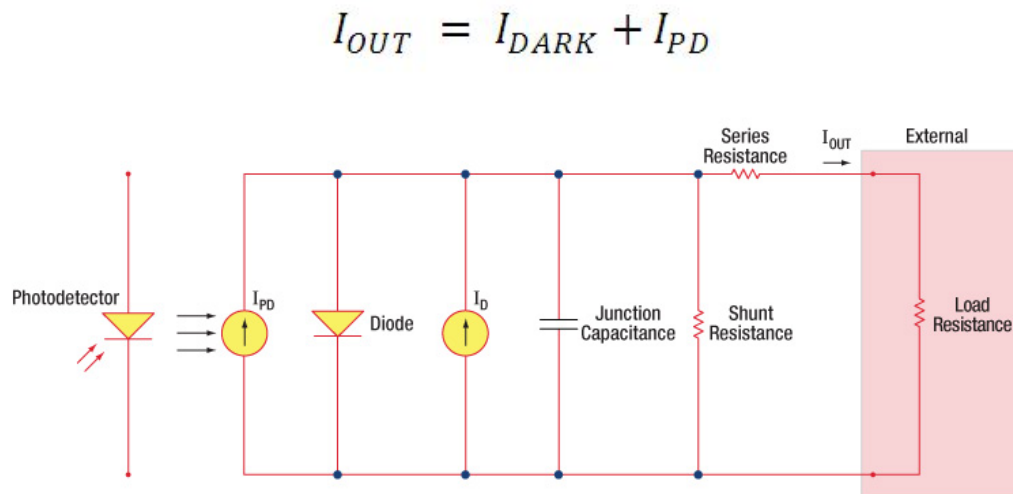 I_OUT = I_DARK + I_PD
Series
Resistance
I_OUT
External
Photodetector
I_PD
Diode
I_D
Junction
Capacitance
Shunt
Resistance
Load
Resistance